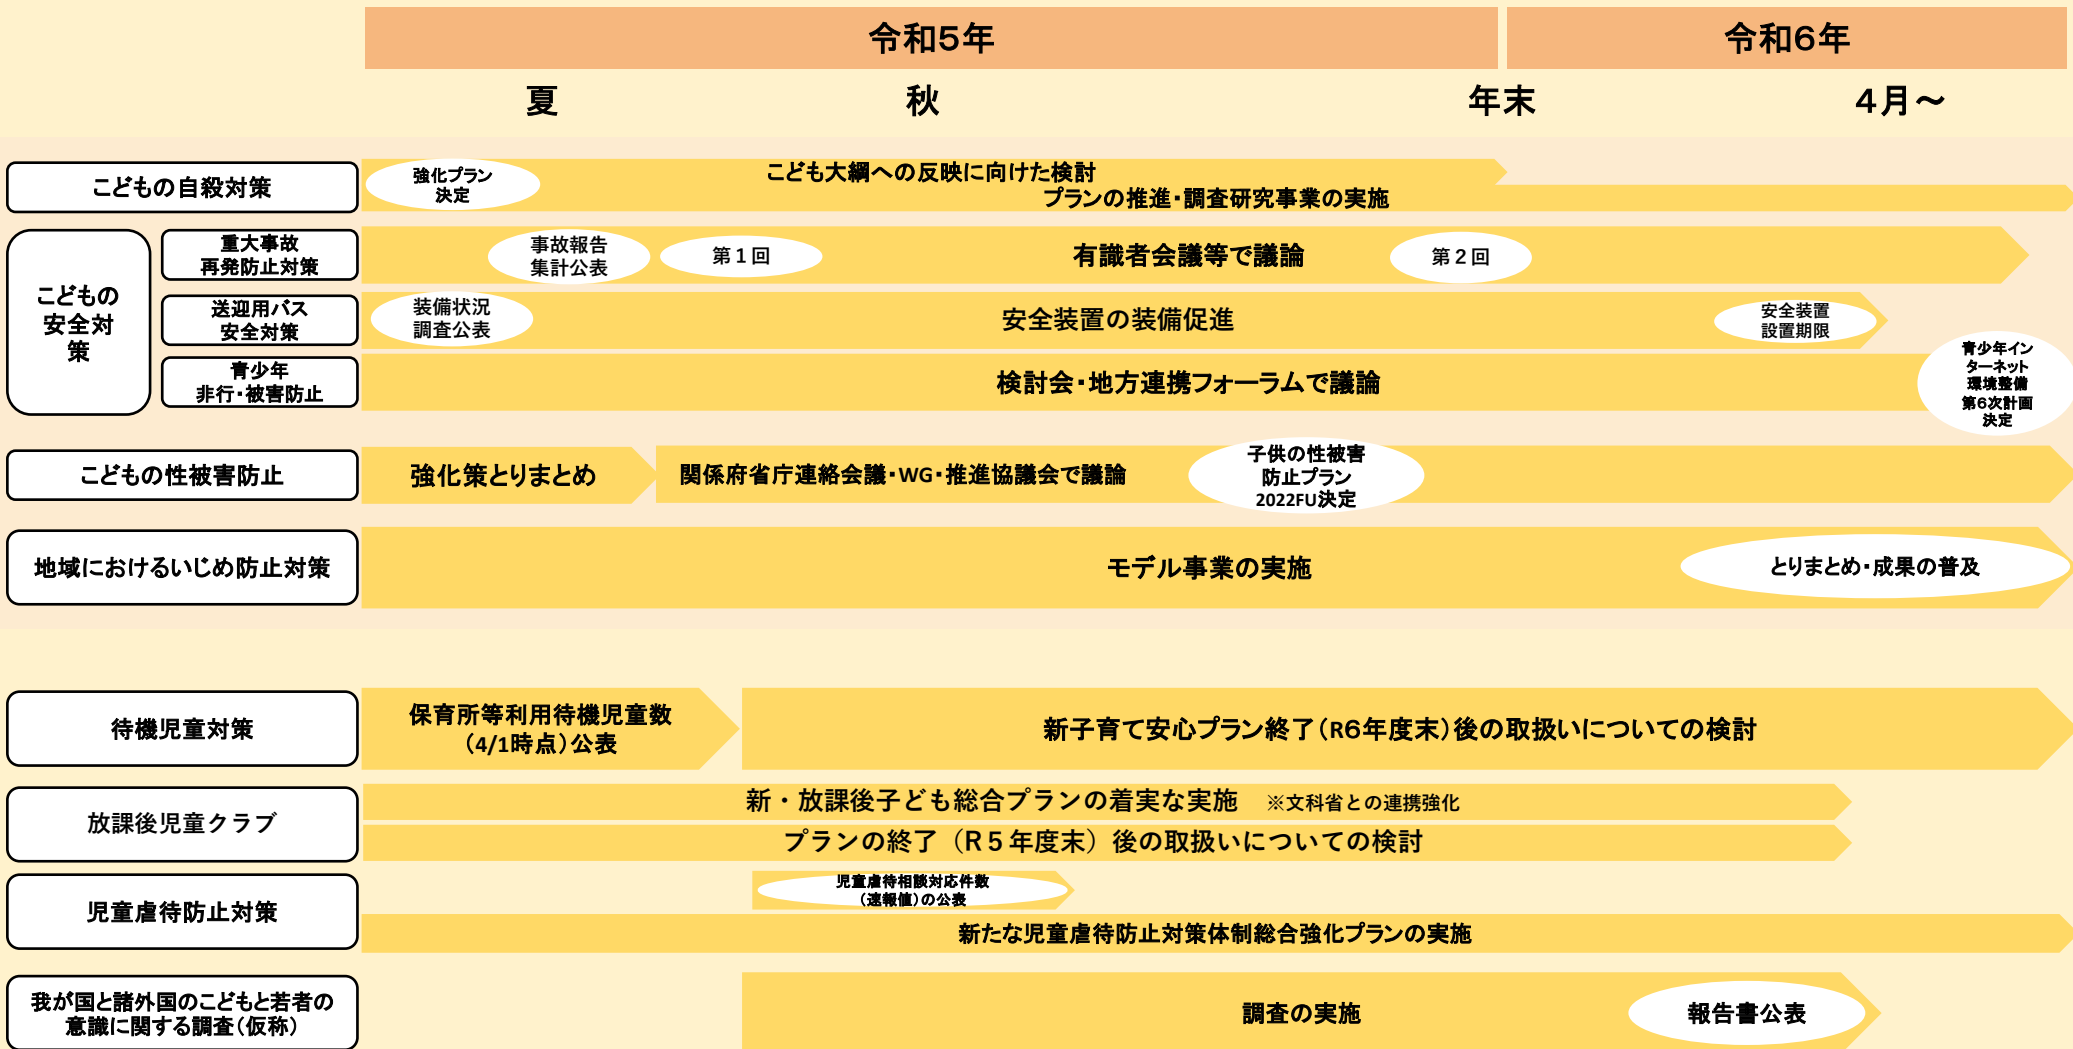 令和5年
令和6年
夏
秋
年末
4月～
こどもの自殺対策
強化プラン
決定
こども大綱への反映に向けた検討
プランの推進・調査研究事業の実施
こどもの
安全対
策
重大事故
再発防止対策
事故報告
集計公表
第１回
有識者会議等で議論
第２回
送迎用バス
安全対策
装備状況
調査公表
安全装置の装備促進
安全装置
設置期限
青少年
非行・被害防止
検討会・地方連携フォーラムで議論
青少年イン
ターネット
環境整備
第6次計画
決定
こどもの性被害防止
強化策とりまとめ
関係府省庁連絡会議・WG・推進協議会で議論
子供の性被害
防止プラン
2022FU決定
地域におけるいじめ防止対策
モデル事業の実施
とりまとめ・成果の普及
待機児童対策
保育所等利用待機児童数
（4/1時点）公表
新子育て安心プラン終了（R6年度末）後の取扱いについての検討
放課後児童クラブ
新・放課後子ども総合プランの着実な実施　※文科省との連携強化
プランの終了（R５年度末）後の取扱いについての検討
児童虐待防止対策
児童虐待相談対応件数
（速報値）の公表
新たな児童虐待防止対策体制総合強化プランの実施
我が国と諸外国のこどもと若者の
意識に関する調査（仮称）
調査の実施
報告書公表